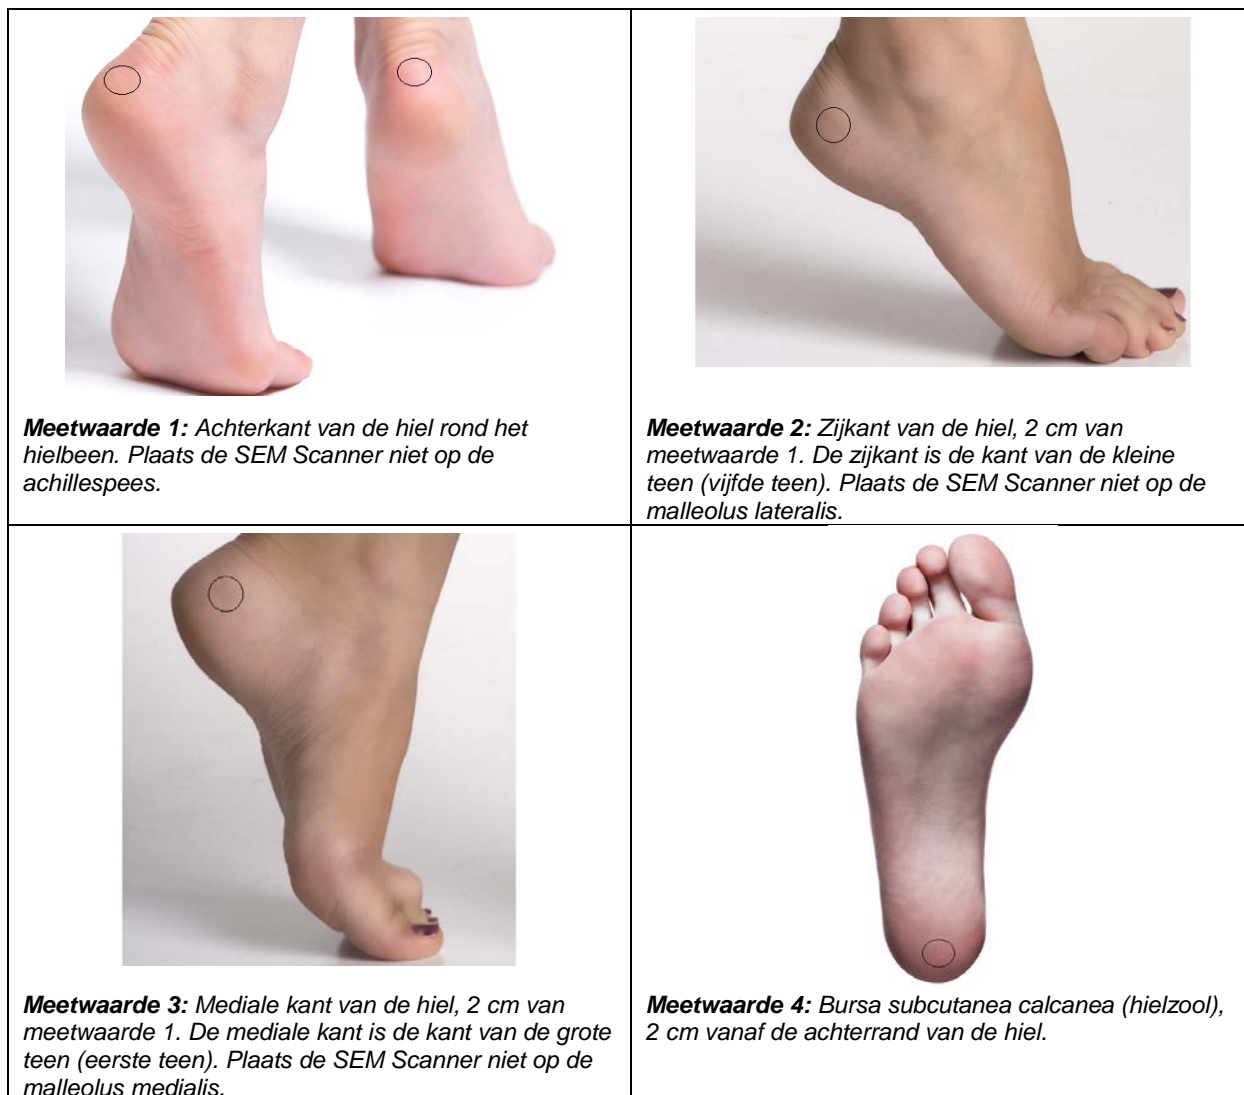 Meetwaarde 1: Achterkant van de hiel rond het
hielbeen. Plaats de SEM Scanner niet op de
achillespees.
Meetwaarde 2: Zijkant van de hiel, 2 cm van
meetwaarde 1. De zijkant is de kant van de kleine
teen (vijfde teen). Plaats de SEM Scanner niet op de
malleolus lateralis.
Meetwaarde 3: Mediale kant van de hiel, 2 cm van
meetwaarde 1. De mediale kant is de kant van de grote
teen (eerste teen). Plaats de SEM Scanner niet op de
malleolus medialis.
Meetwaarde 4: Bursa subcutanea calcanea (hielzool),
2 cm vanaf de achterrand van de hiel.